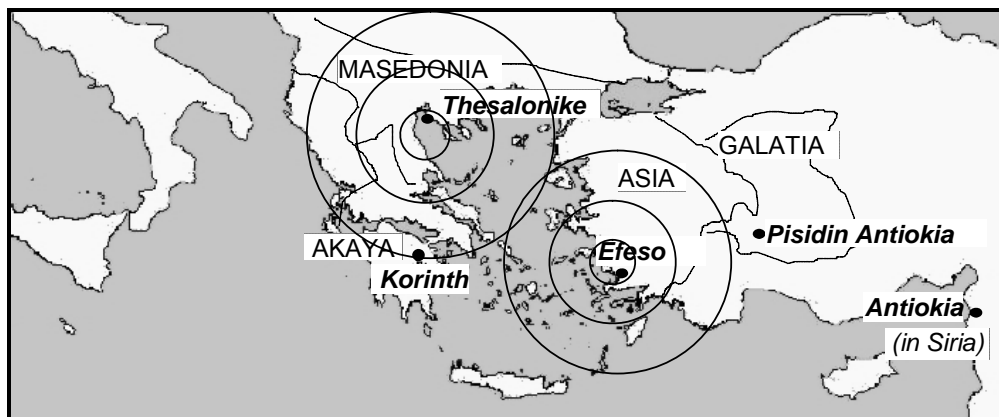 MASEDONIA
Thesalonike
GALATIA
ASIA
AKAYA
Korinth
Efeso
Pisidin Antiokia
Antiokia
(in Siria)